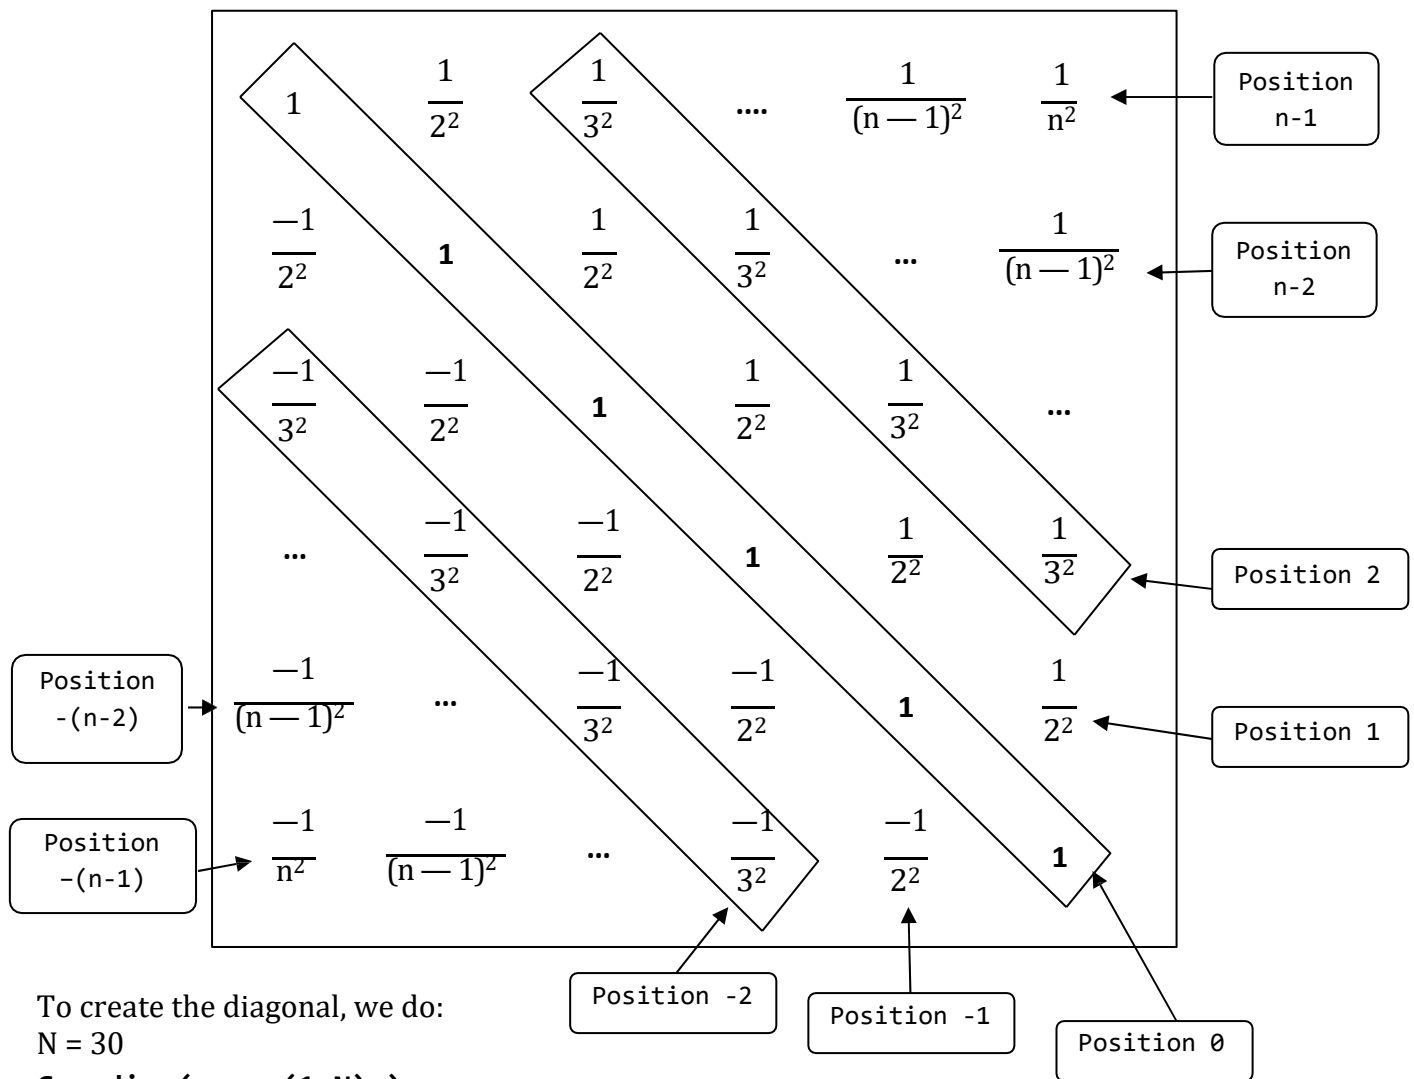 1 1/2² 1/3² .... 1/(n — 1)² 1/n²
Position
n-1
—1/2² 1 1/2² 1/3² ... 1/(n — 1)²
Position
n-2
—1/3² —1/2² 1 1/2² 1/3² ...
... —1/3² —1/2² 1 1/2² 1/3²
Position 2
Position
-(n-2)
—1/(n — 1)² ... —1/3² —1/2² 1 1/2²
Position 1
Position
–(n-1)
—1/n² —1/(n — 1)² ... —1/3² —1/2² 1
Position -2
Position -1
Position 0
To create the diagonal, we do:
N = 30